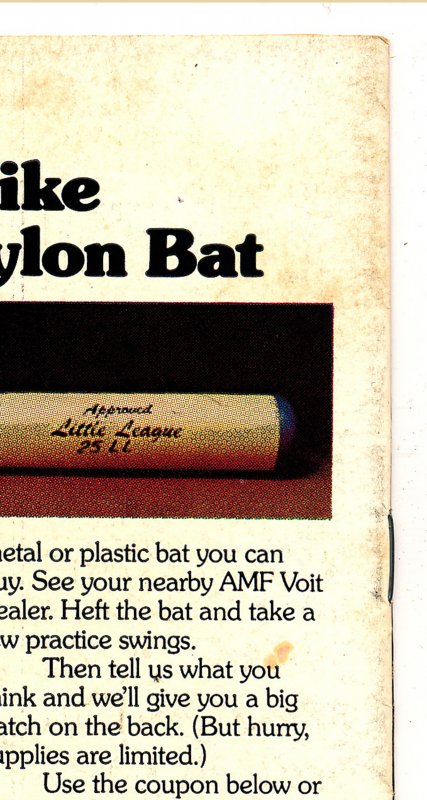 ike
ylon Bat
Approved
Little League
25 LL
etal or plastic bat you can
uy. See your nearby AMF Voit
ealer. Heft the bat and take a
w practice swings.
Then tell us what you
ink and we'll give you a big
atch on the back. (But hurry,
upplies are limited.)
Use the coupon below or